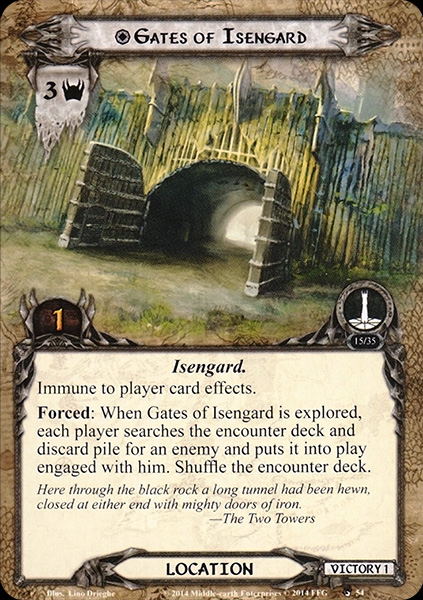 Gates of Isengard
3
1
15/35
Isengard.
Immune to player card effects.
Forced: When Gates of Isengard is explored,
each player searches the encounter deck and
discard pile for an enemy and puts it into play
engaged with him. Shuffle the encounter deck.
Here through the black rock a long tunnel had been hewn,
closed at either end with mighty doors of iron.
—The Two Towers
LOCATION
VICTORY 1
Illus. Lino Drieghe
© 2014 Middle-earth Enterprises © 2014 FFG
54